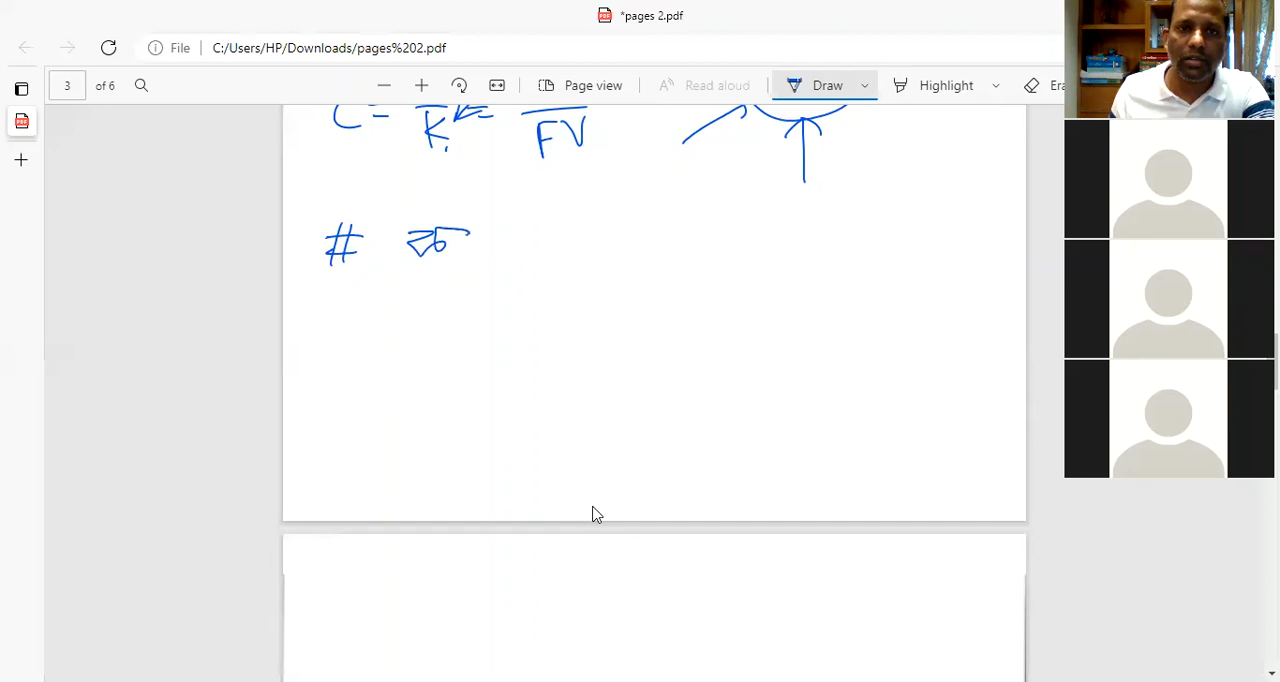 *pages 2.pdf
File C:/Users/HP/Downloads/pages%202.pdf
3 of 6 Page view Read aloud Draw Highlight Era
C = K. = FV
#